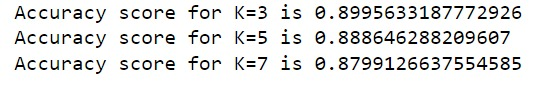 Accuracy score for K=3 is 0.8995633187772926
Accuracy score for K=5 is 0.888646288209607
Accuracy score for K=7 is 0.8799126637554585